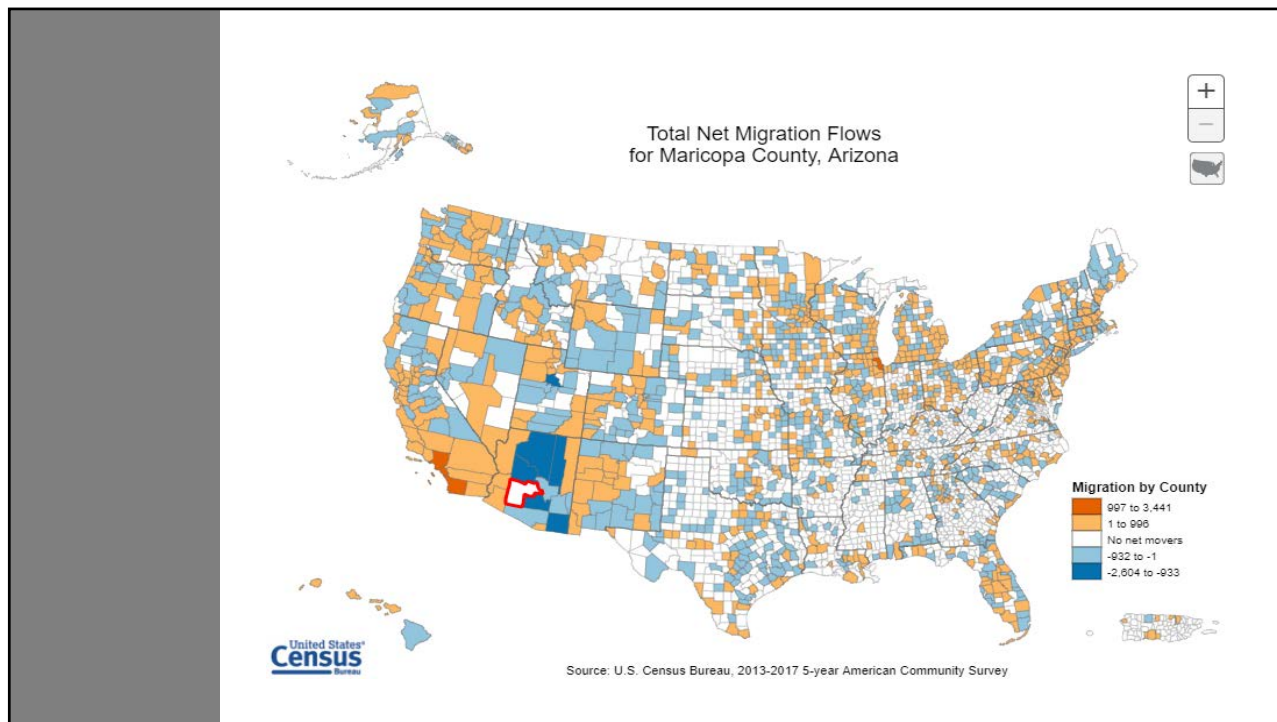 Total Net Migration Flows
for Maricopa County, Arizona
+
−
Migration by County
997 to 3,441
1 to 996
No net movers
-932 to -1
-2,604 to -933
United States®
Census
Bureau
Source: U.S. Census Bureau, 2013-2017 5-year American Community Survey